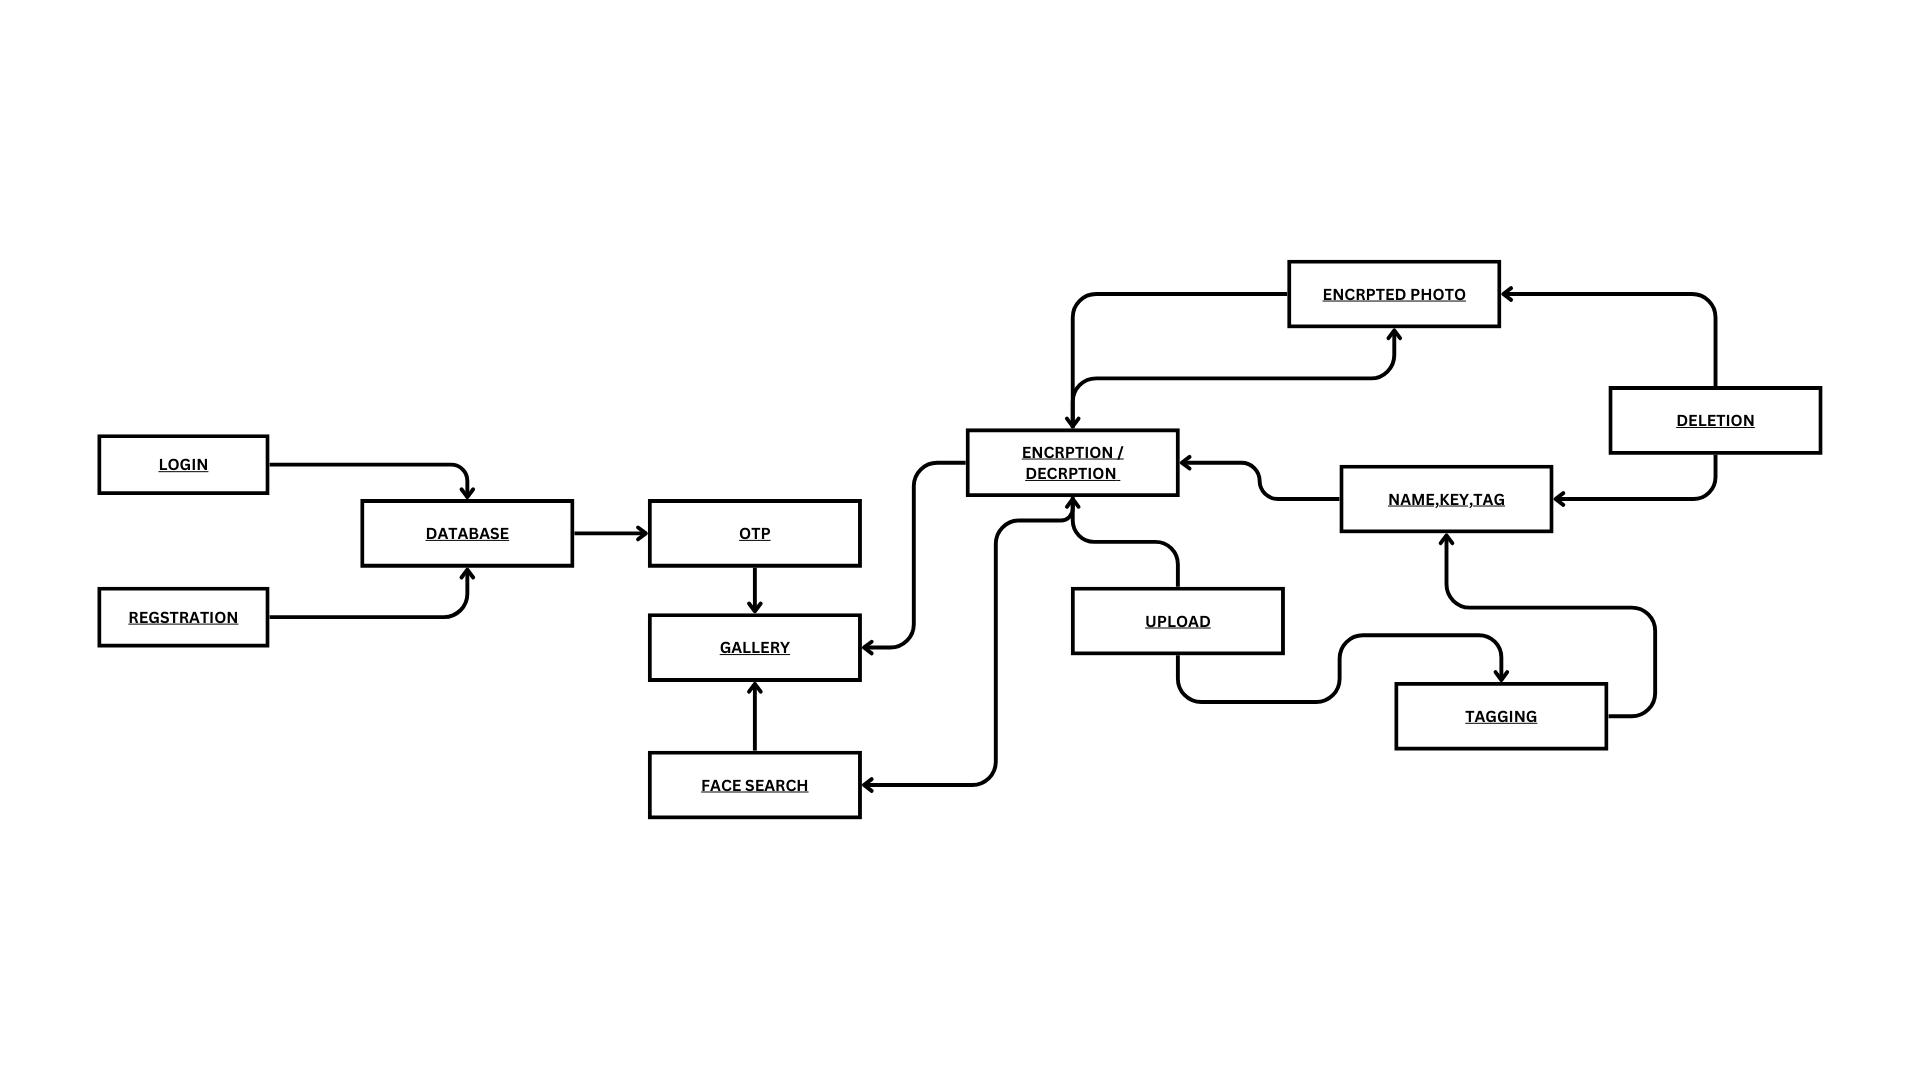 ENCRPTED PHOTO
DELETION
LOGIN
ENCRPTION /
DECRPTION
NAME,KEY,TAG
DATABASE
OTP
REGSTRATION
GALLERY
UPLOAD
TAGGING
FACE SEARCH